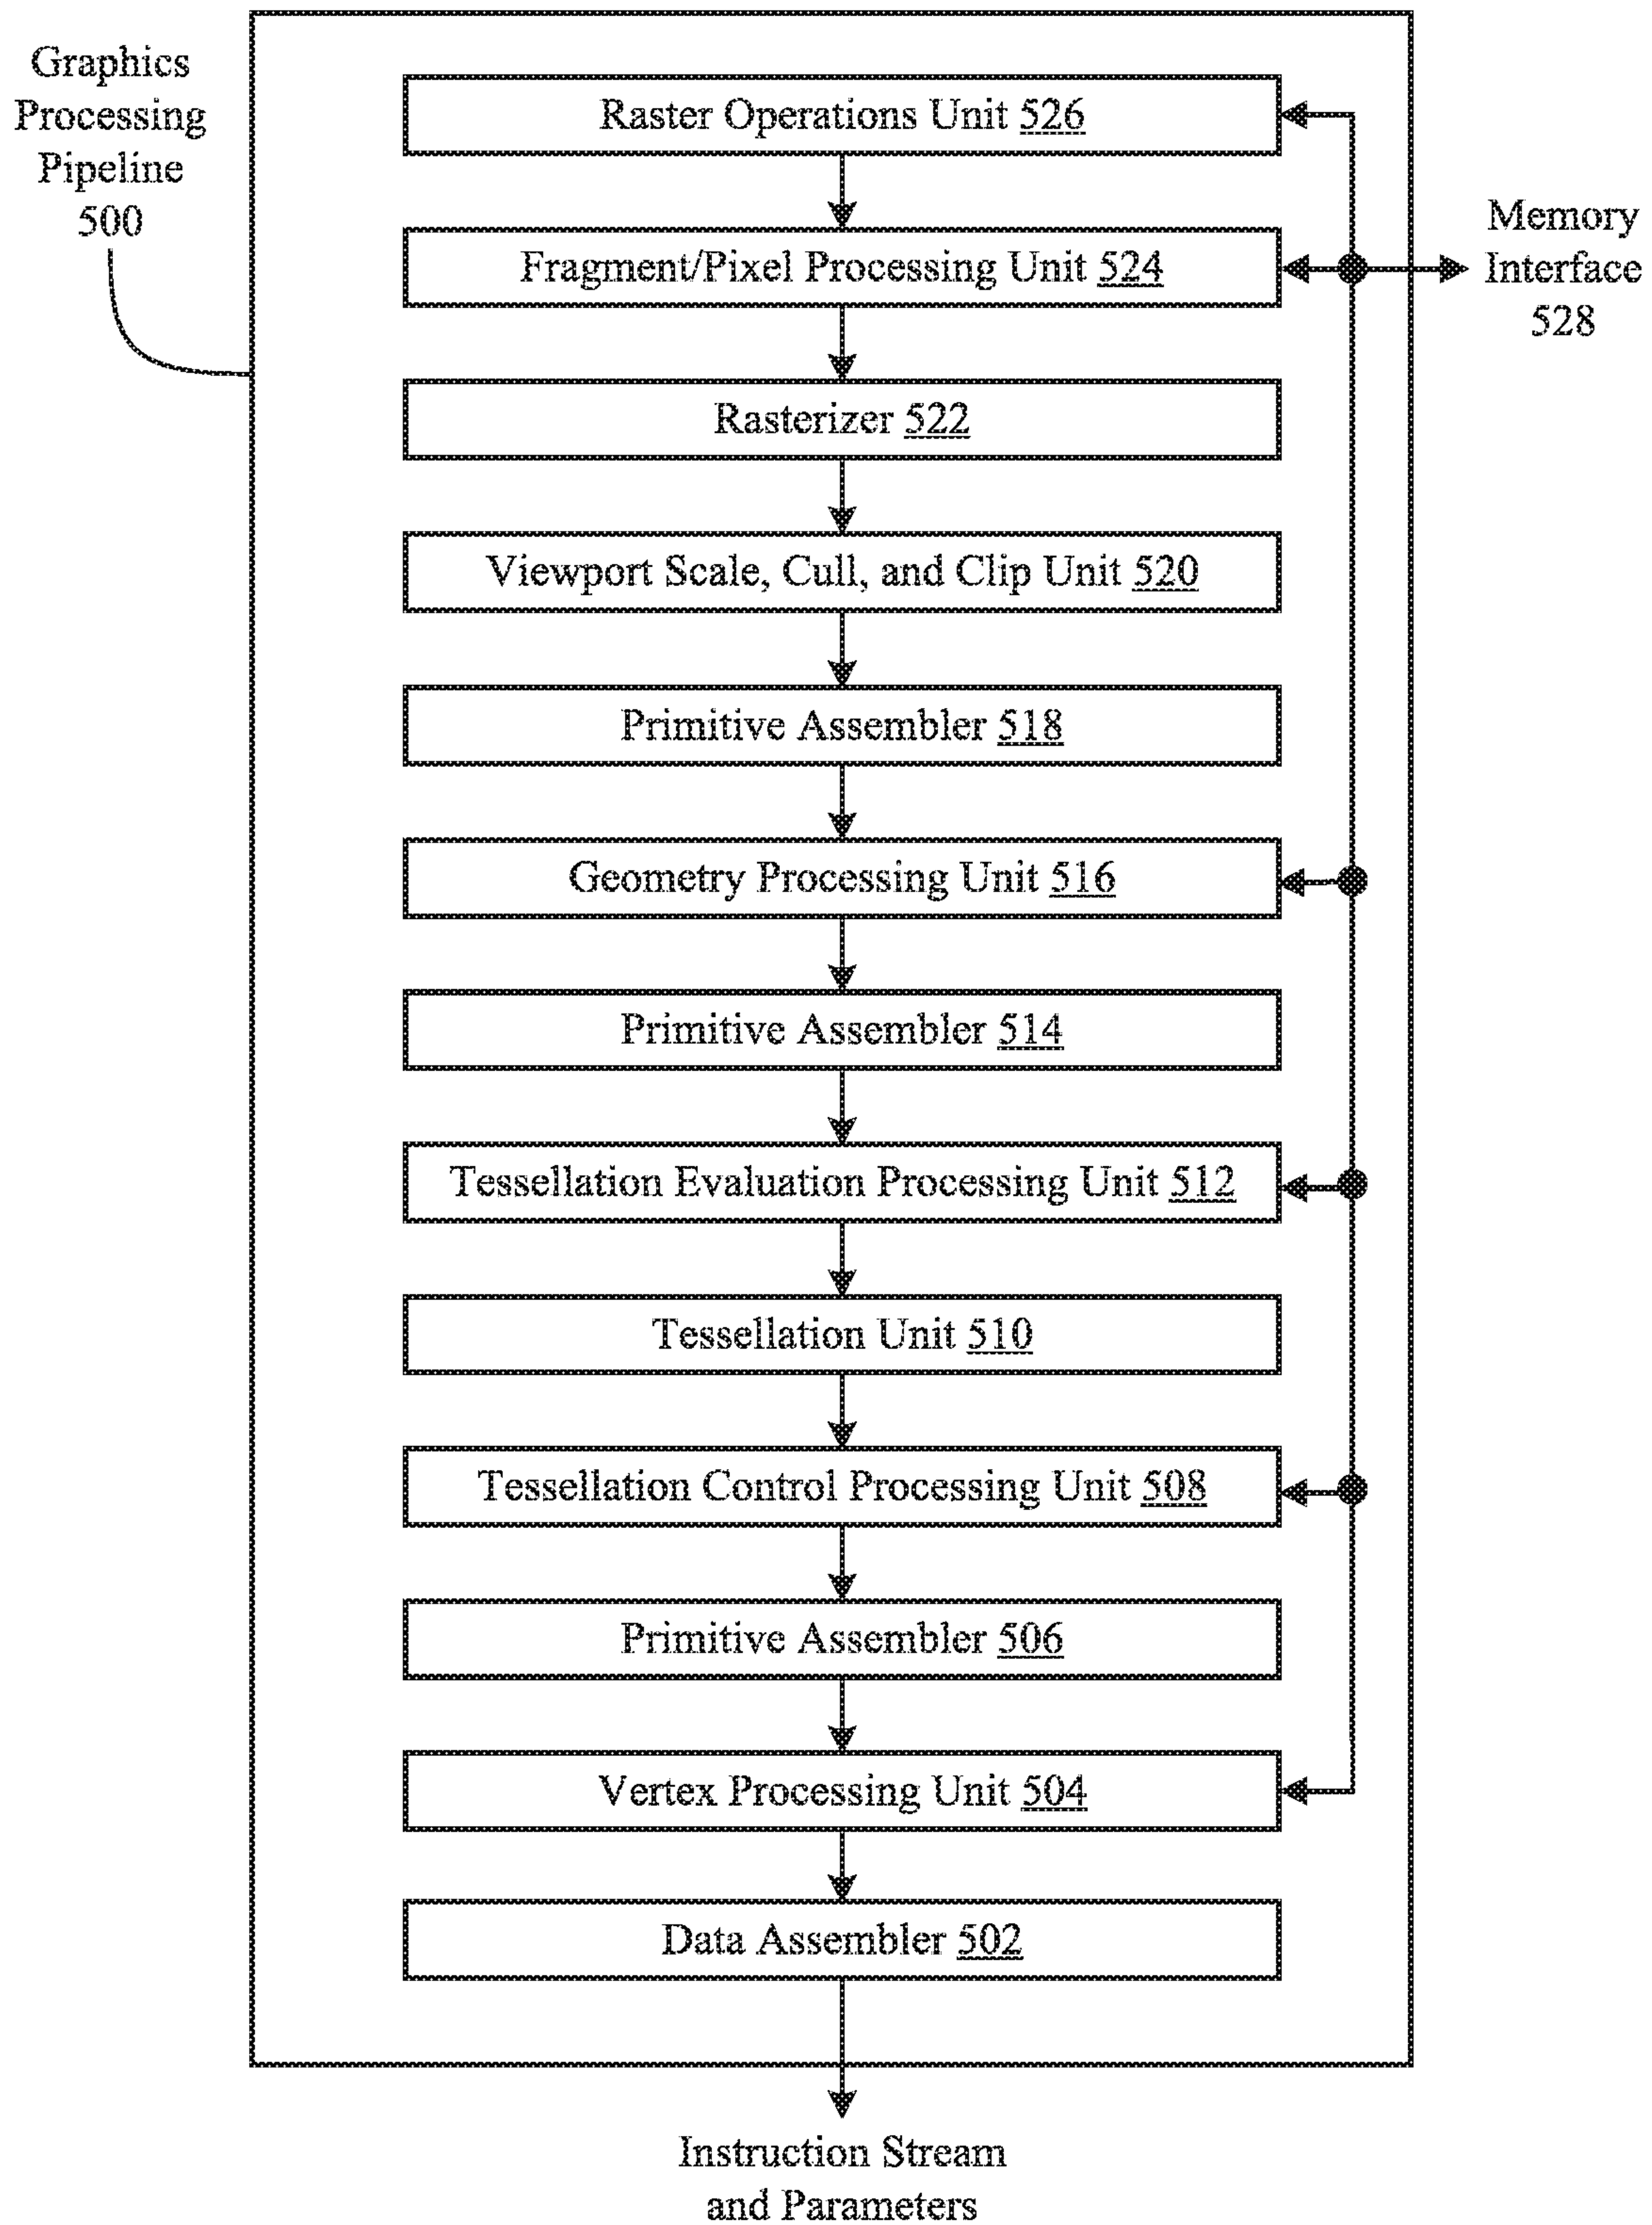 Graphics
Processing
Pipeline
500
Raster Operations Unit 526
Fragment/Pixel Processing Unit 524
Memory
Interface
528
Rasterizer 522
Viewport Scale, Cull, and Clip Unit 520
Primitive Assembler 518
Geometry Processing Unit 516
Primitive Assembler 514
Tessellation Evaluation Processing Unit 512
Tessellation Unit 510
Tessellation Control Processing Unit 508
Primitive Assembler 506
Vertex Processing Unit 504
Data Assembler 502
Instruction Stream
and Parameters